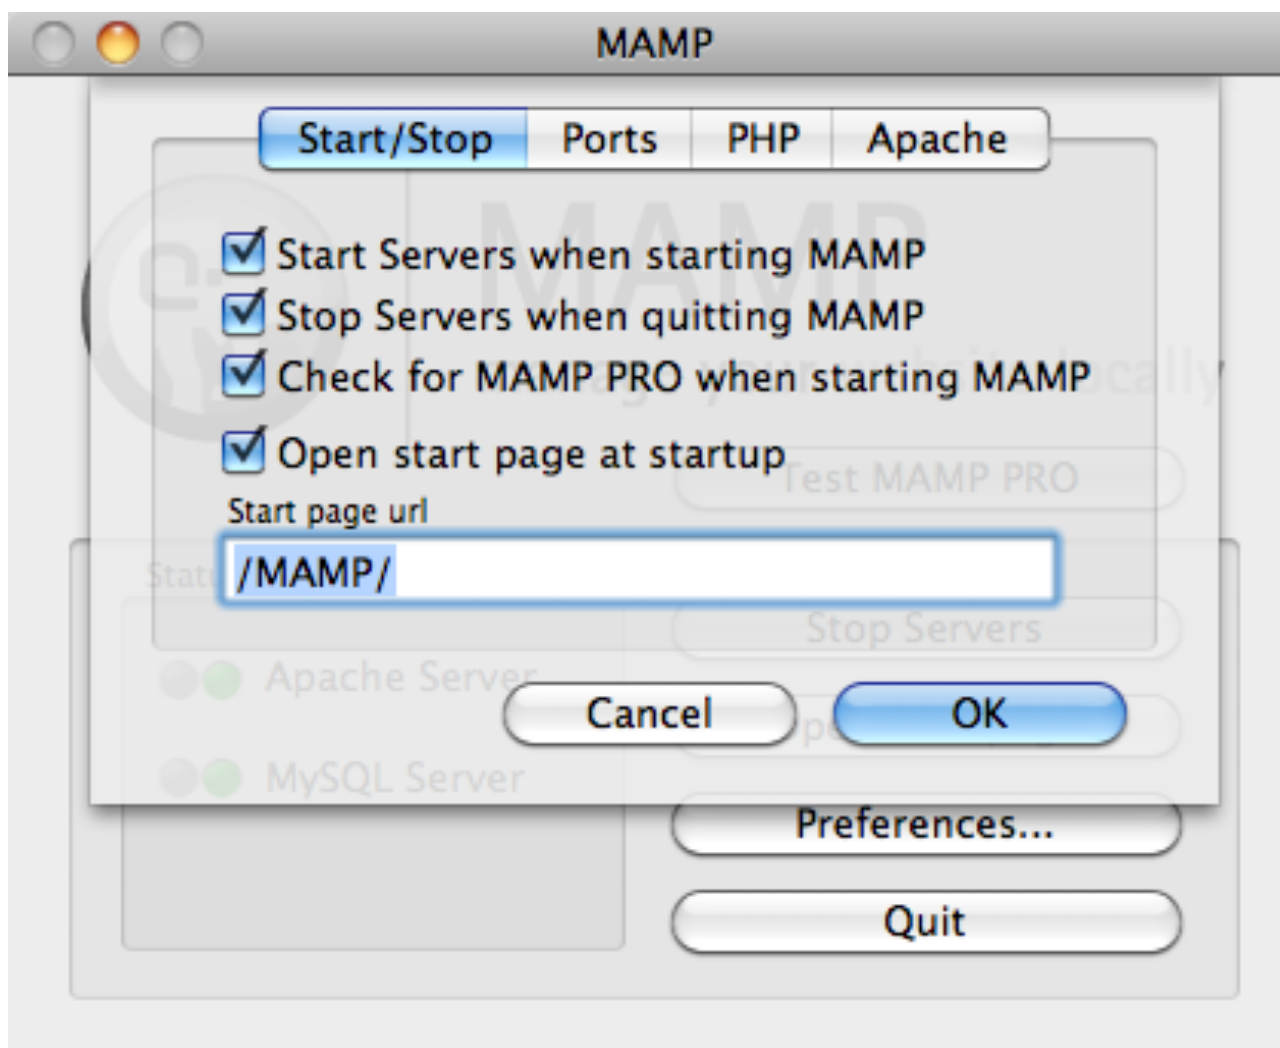 MAMP
Start/Stop Ports PHP Apache
MAMP
Start Servers when starting MAMP
Stop Servers when quitting MAMP
Check for MAMP PRO when starting MAMP
locally
Open start page at startup
Test MAMP PRO
Start page url
/MAMP/
Stop Servers
Apache Server
Cancel OK
MySQL Server
Preferences...
Quit